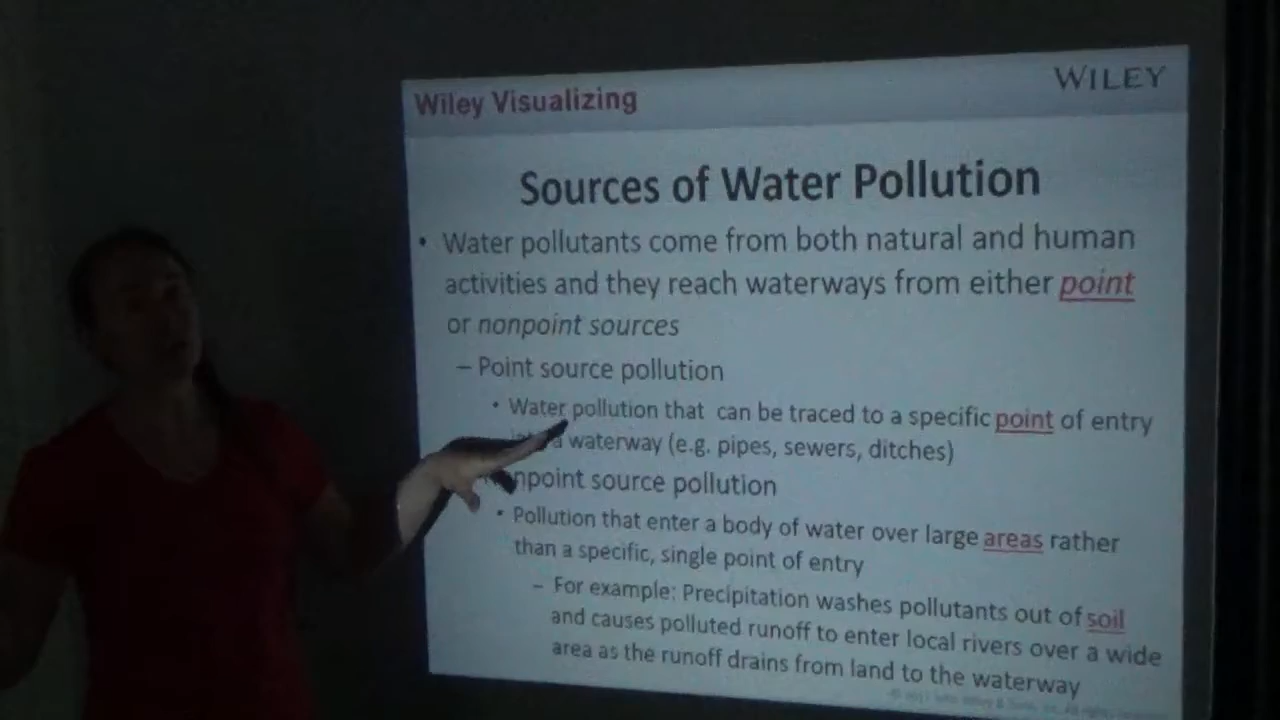 Wiley Visualizing
WILEY
Sources of Water Pollution
• Water pollutants come from both natural and human
activities and they reach waterways from either point
or nonpoint sources
– Point source pollution
• Water pollution that can be traced to a specific point of entry
a waterway (e.g. pipes, sewers, ditches)
npoint source pollution
• Pollution that enter a body of water over large areas rather
than a specific, single point of entry
– For example: Precipitation washes pollutants out of soil
and causes polluted runoff to enter local rivers over a wide
area as the runoff drains from land to the waterway